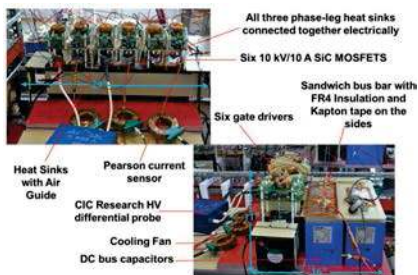 All three phase-leg heat sinks
connected together electrically
Six 10 kV/10 A SiC MOSFETS
Sandwich bus bar with
FR4 Insulation and
Kapton tape on the
sides
Six gate drivers
Heat Sinks
with Air
Guide
Pearson current
sensor
CIC Research HV
differential probe
Cooling Fan
DC bus capacitors